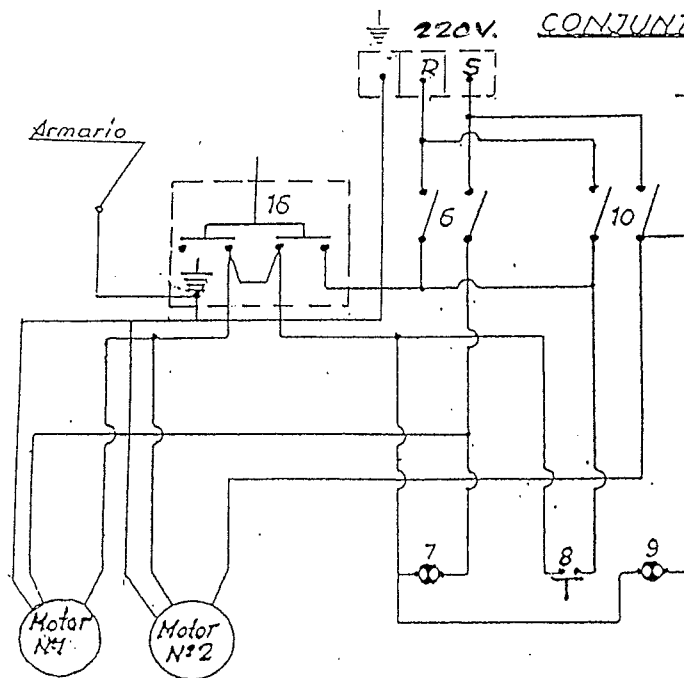 220V. CONJUNT
R S
Armario
16
6
10
7
8
9
Motor
Nº1
Motor
Nº2